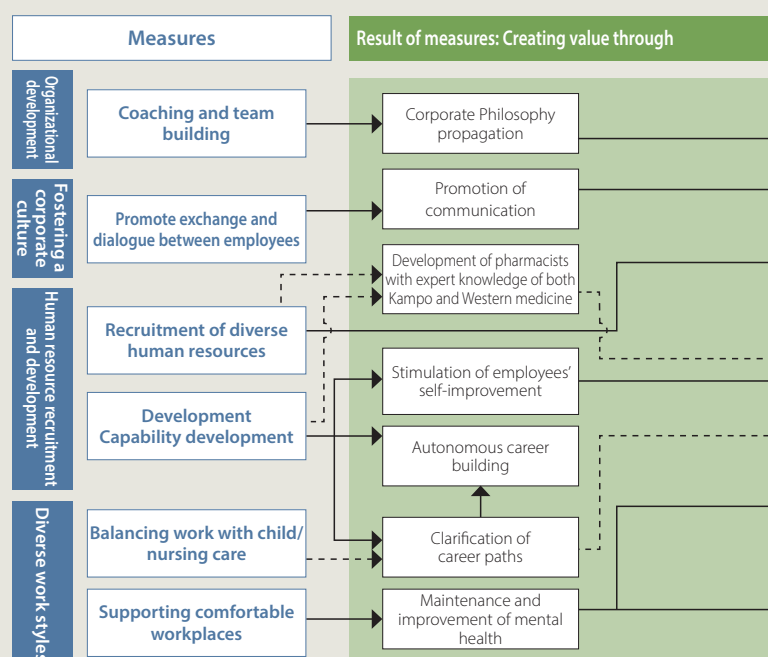 Measures
Result of measures: Creating value through
Organizational
development
Coaching and team
building
Corporate Philosophy
propagation
Fostering a
corporate
culture
Promote exchange and
dialogue between employees
Promotion of
communication
Development of pharmacists
with expert knowledge of both
Kampo and Western medicine
Human resource recruitment
and development
Recruitment of diverse
human resources
Stimulation of employees’
self-improvement
Development
Capability development
Autonomous career
building
Diverse work styles
Balancing work with child/
nursing care
Clarification of
career paths
Supporting comfortable
workplaces
Maintenance and
improvement of mental
health